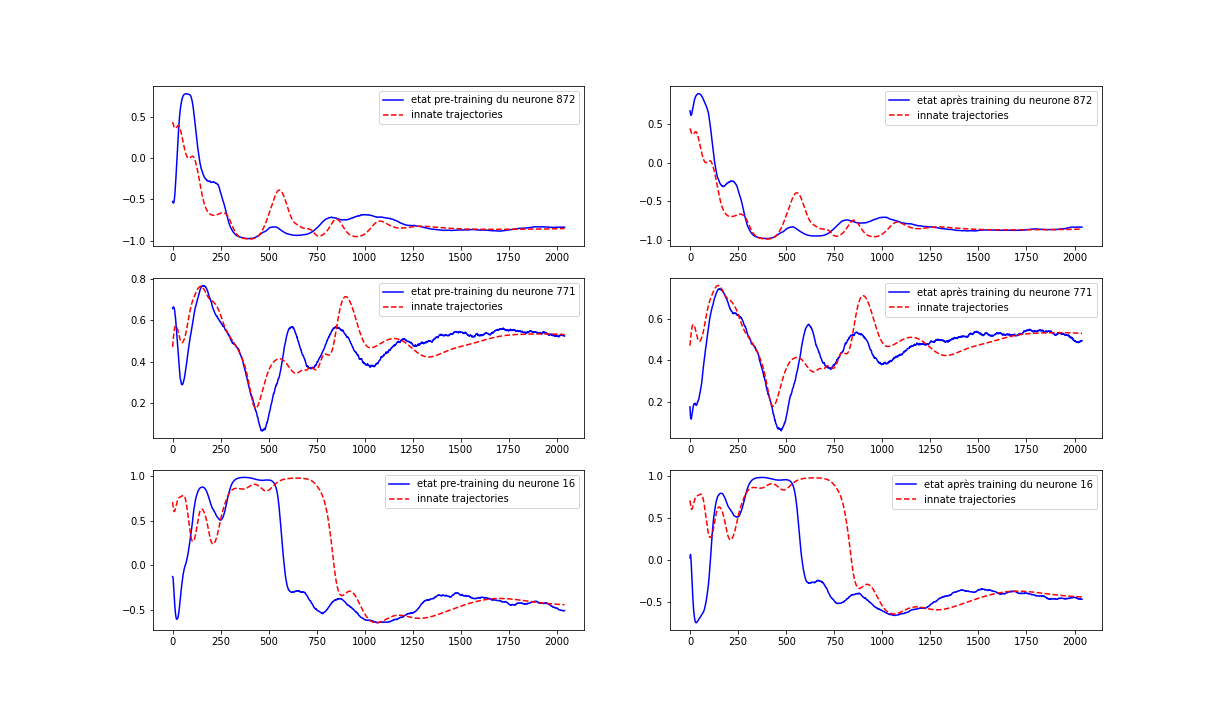 etat pre-training du neurone 872
innate trajectories
0.5
0.0
−0.5
−1.0
0 250 500 750 1000 1250 1500 1750 2000
etat après training du neurone 872
innate trajectories
0.5
0.0
−0.5
−1.0
0 250 500 750 1000 1250 1500 1750 2000
etat pre-training du neurone 771
innate trajectories
0.8
0.6
0.4
0.2
0 250 500 750 1000 1250 1500 1750 2000
etat après training du neurone 771
innate trajectories
0.6
0.4
0.2
0 250 500 750 1000 1250 1500 1750 2000
etat pre-training du neurone 16
innate trajectories
1.0
0.5
0.0
−0.5
0 250 500 750 1000 1250 1500 1750 2000
etat après training du neurone 16
innate trajectories
1.0
0.5
0.0
−0.5
0 250 500 750 1000 1250 1500 1750 2000